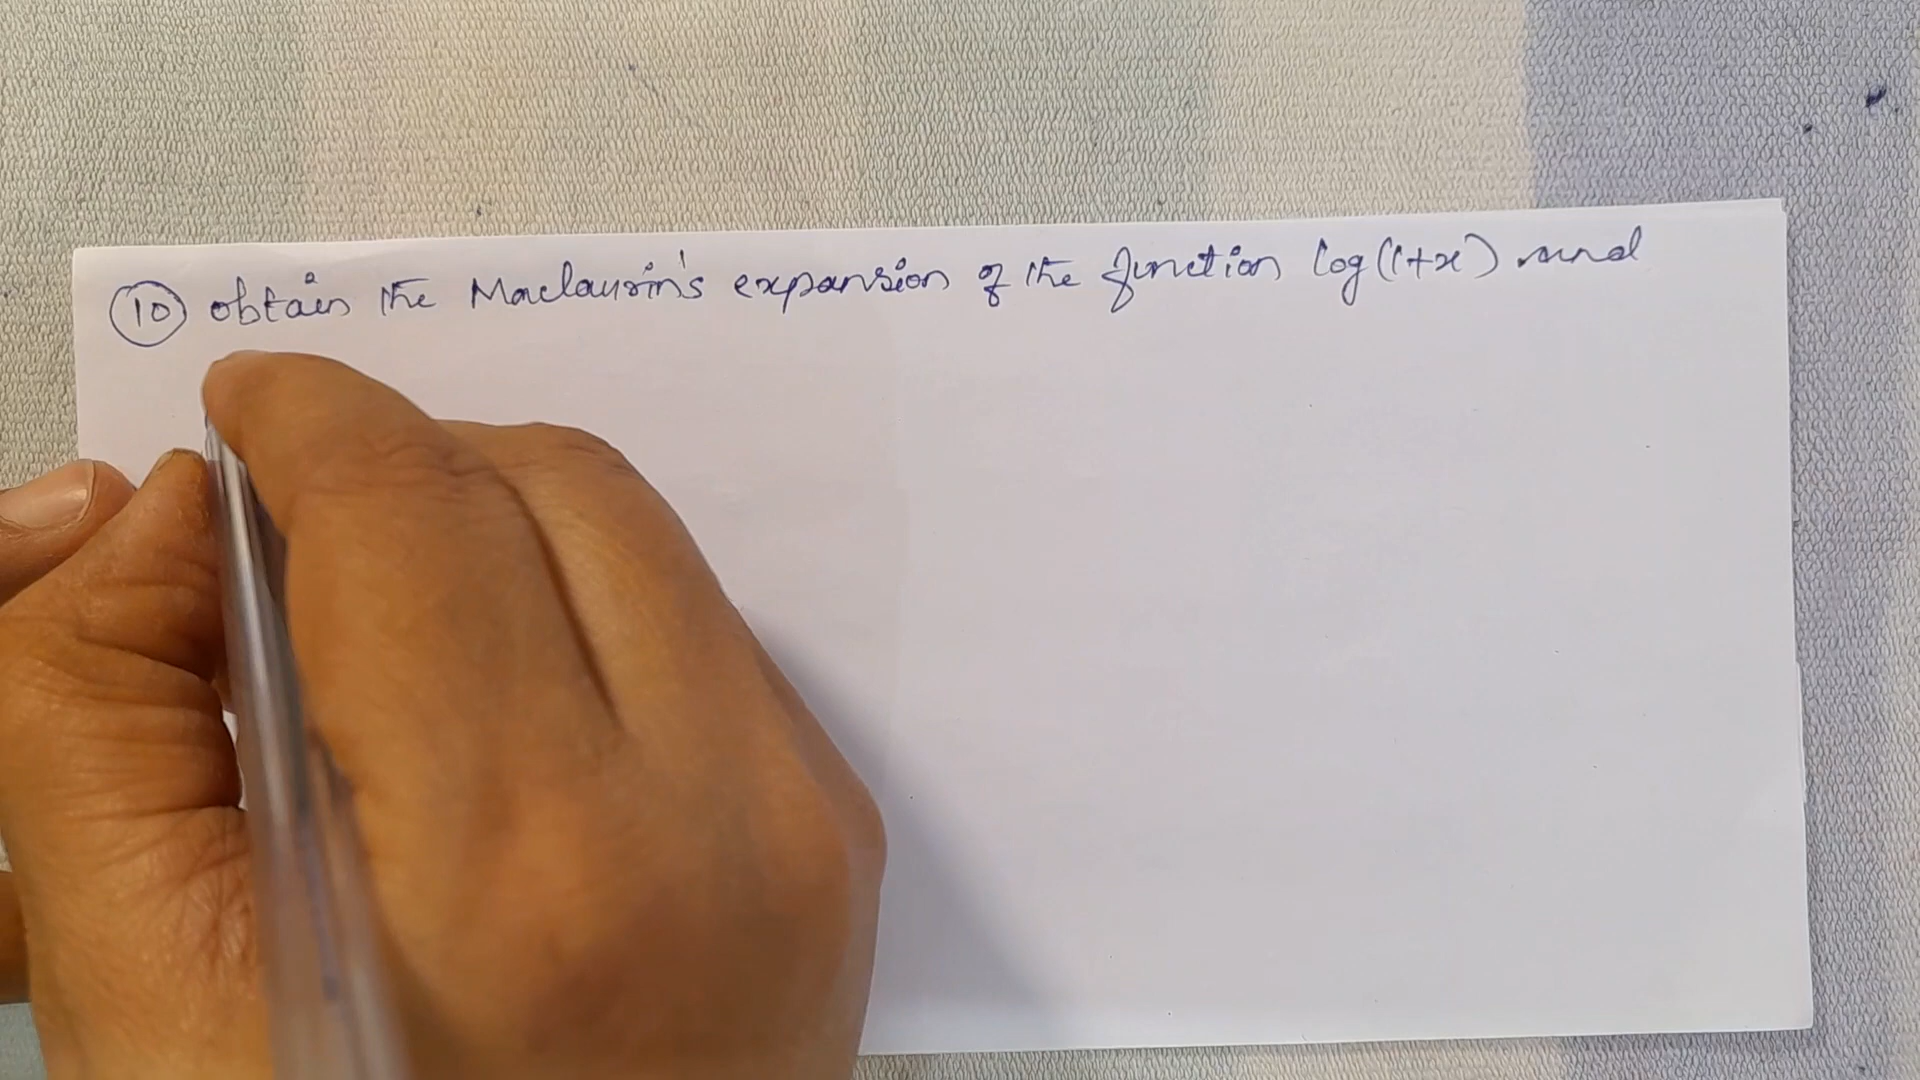 10 obtain the Maclaurin's expansion of the function log(1+x) and